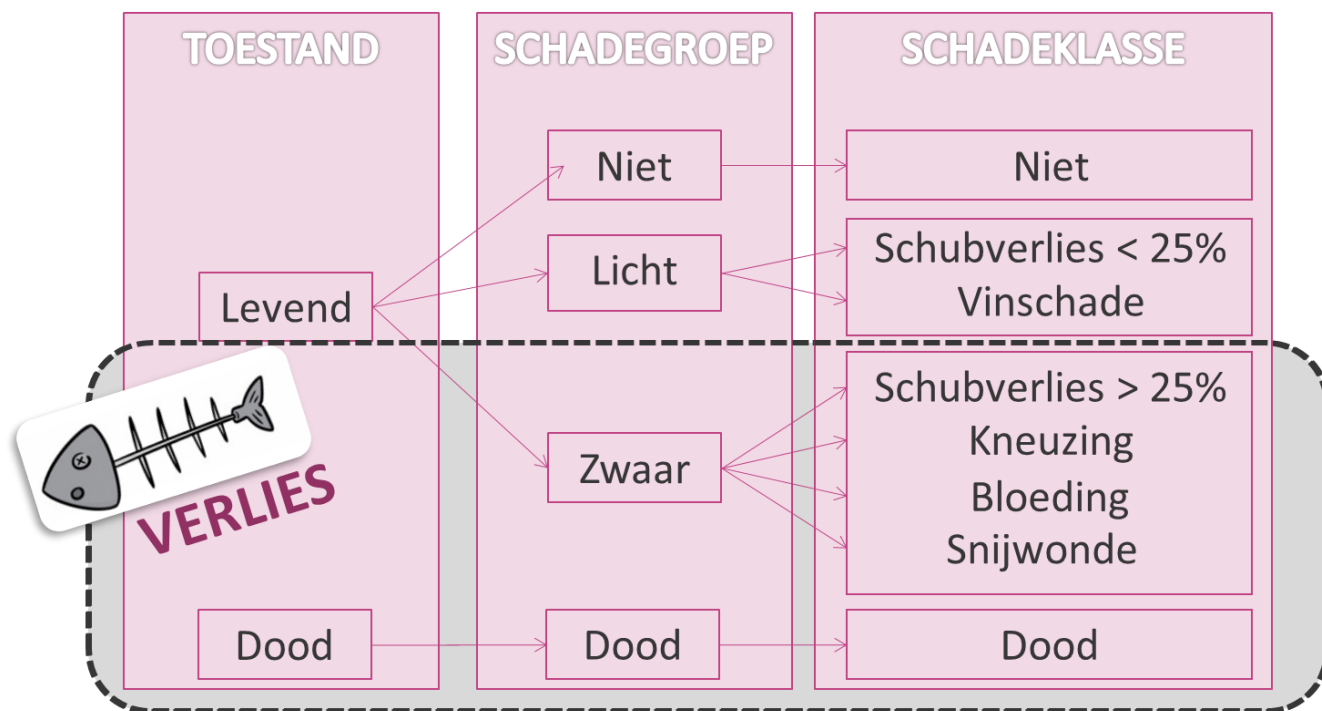 TOESTAND
SCHADEGROEP
SCHADEKLASSE
Niet
Niet
Levend
Licht
Schubverlies < 25%
Vinschade
VERLIES
Zwaar
Schubverlies > 25%
Kneuzing
Bloeding
Snijwonde
Dood
Dood
Dood